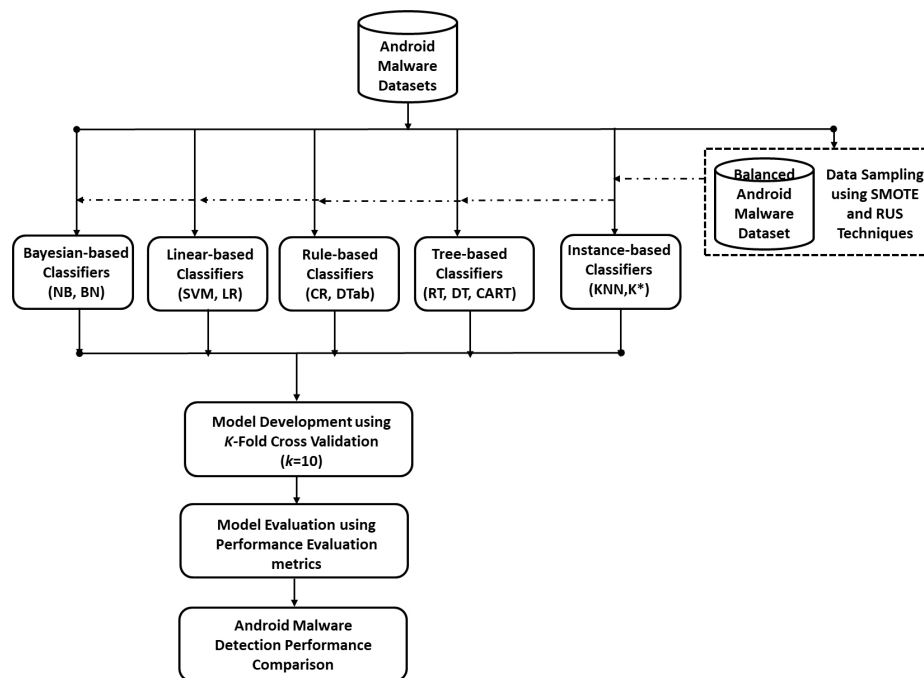 Android
Malware
Datasets
Balanced
Android
Malware
Dataset
Data Sampling
using SMOTE
and RUS
Techniques
Bayesian-based
Classifiers
(NB, BN)
Linear-based
Classifiers
(SVM, LR)
Rule-based
Classifiers
(CR, DTab)
Tree-based
Classifiers
(RT, DT, CART)
Instance-based
Classifiers
(KNN,K*)
Model Development using
K-Fold Cross Validation
(k=10)
Model Evaluation using
Performance Evaluation
metrics
Android Malware
Detection Performance
Comparison